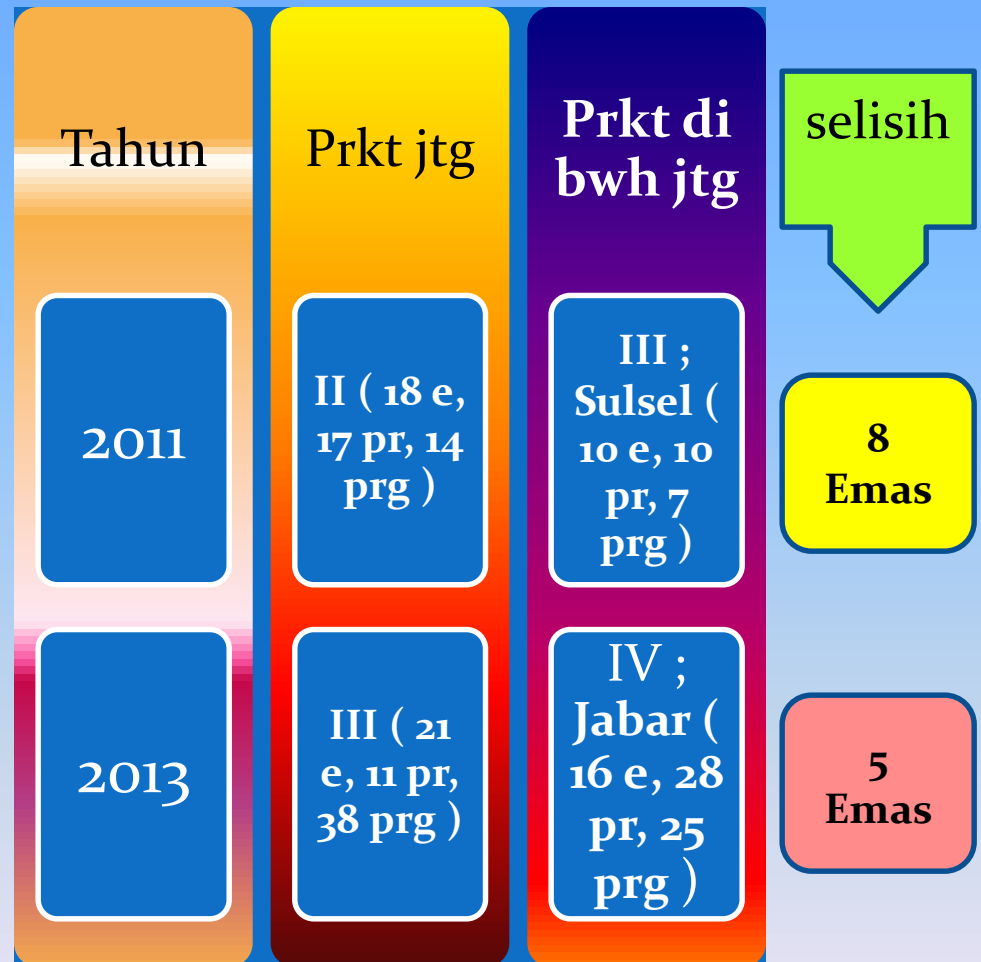 Tahun
Prkt jtg
Prkt di
bwh jtg
selisih
2011
II ( 18 e,
17 pr, 14
prg )
III ;
Sulsel (
10 e, 10
pr, 7
prg )
8
Emas
2013
III ( 21
e, 11 pr,
38 prg )
IV ;
Jabar (
16 e, 28
pr, 25
prg )
5
Emas